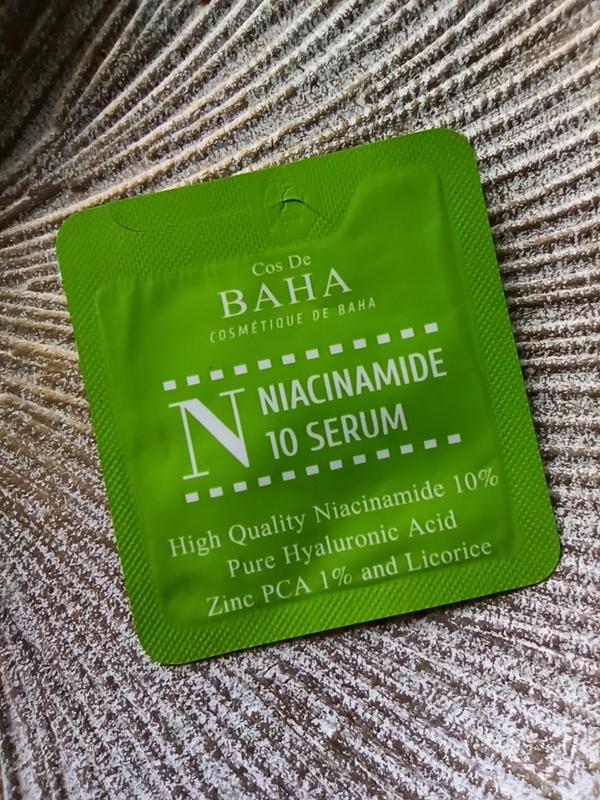 Cos De
BAHA
COSMÉTIQUE DE BAHA
N NIACINAMIDE
10 SERUM
High Quality Niacinamide 10%
Pure Hyaluronic Acid
Zinc PCA 1% and Licorice